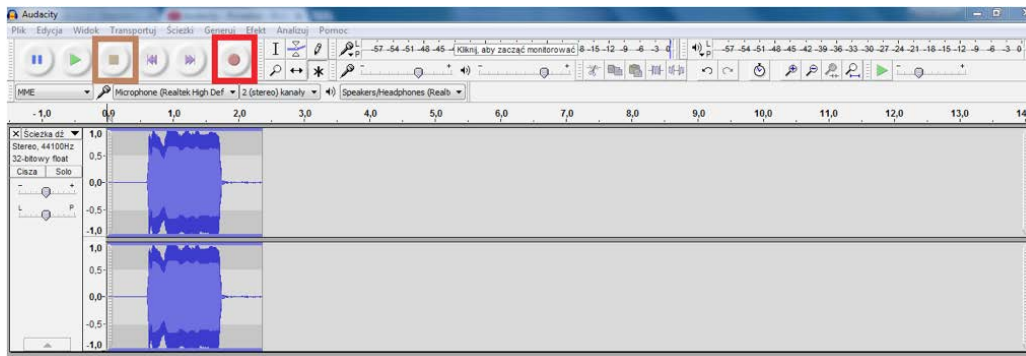 Audacity
Plik Edycja Widok Transportuj Ścieżki Generuj Efekt Analizuj Pomoc
L P -57 -54 -51 -48 -45 - Kliknij, aby zacząć monitorować 8 -15 -12 -9 -6 -3 0 L P -57 -54 -51 -48 -45 -42 -39 -36 -33 -30 -27 -24 -21 -18 -15 -12 -9 -6 -3 0
MME Microphone (Realtek High Def 2 (stereo) kanały Speakers/Headphones (Realt
- 1,0 1,0 2,0 3,0 4,0 5,0 6,0 7,0 8,0 9,0 10,0 11,0 12,0 13,0 14
X Ścieżka dź 1,0
Stereo, 44100Hz
32-bitowy float 0,5-
Cisza Solo
- + 0,0-
L P -0,5-
-1,0
1,0
0,5-
0,0-
-0,5-
-1,0